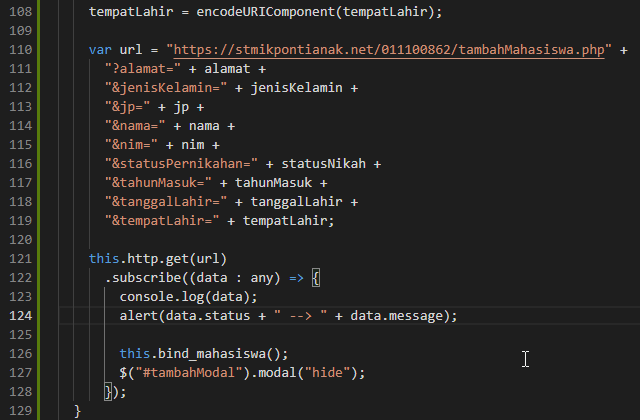 108 tempatLahir = encodeURIComponent(tempatLahir);
109
110 var url = "https://stmikpontianak.net/011100862/tambahMahasiswa.php" +
111 "?alamat=" + alamat +
112 "&jenisKelamin=" + jenisKelamin +
113 "&jp=" + jp +
114 "&nama=" + nama +
115 "&nim=" + nim +
116 "&statusPernikahan=" + statusNikah +
117 "&tahunMasuk=" + tahunMasuk +
118 "&tanggalLahir=" + tanggalLahir +
119 "&tempatLahir=" + tempatLahir;
120
121 this.http.get(url)
122 .subscribe((data : any) => {
123 console.log(data);
124 alert(data.status + " --> " + data.message);
125
126 this.bind_mahasiswa();
127 $("#tambahModal").modal("hide");
128 });
129 }